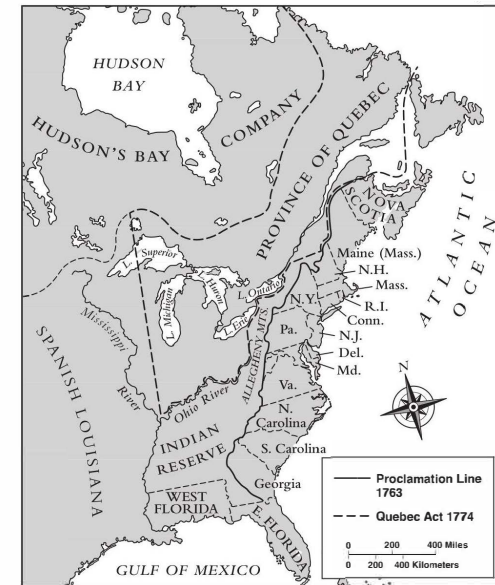 HUDSON
BAY
HUDSON'S BAY COMPANY
PROVINCE OF QUEBEC
NOVA
SCOTIA
ATLANTIC
OCEAN
L. Superior
L. Michigan
L. Huron
L. Ontario
L. Erie
Maine (Mass.)
N.H.
Mass.
N.Y.
R.I.
Conn.
Pa.
N.J.
Del.
Md.
ALLEGHENY MTS.
Mississippi
River
Ohio River
SPANISH LOUISIANA
INDIAN
RESERVE
Va.
N.
Carolina
S. Carolina
Georgia
WEST
FLORIDA
E. FLORIDA
GULF OF MEXICO
N
Proclamation Line
1763
Quebec Act 1774
0 200 400 Miles
0 200 400 Kilometers